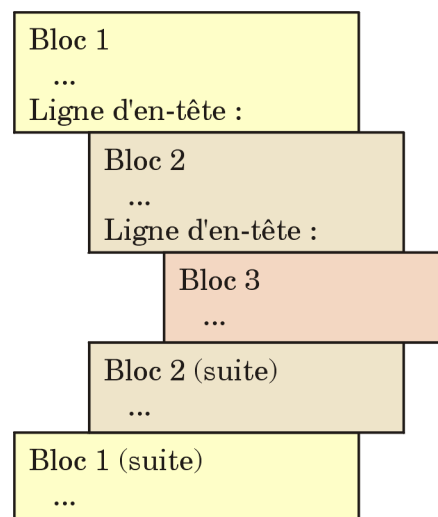 Bloc 1
...
Ligne d'en-tête :
Bloc 2
...
Ligne d'en-tête :
Bloc 3
...
Bloc 2 (suite)
...
Bloc 1 (suite)
...